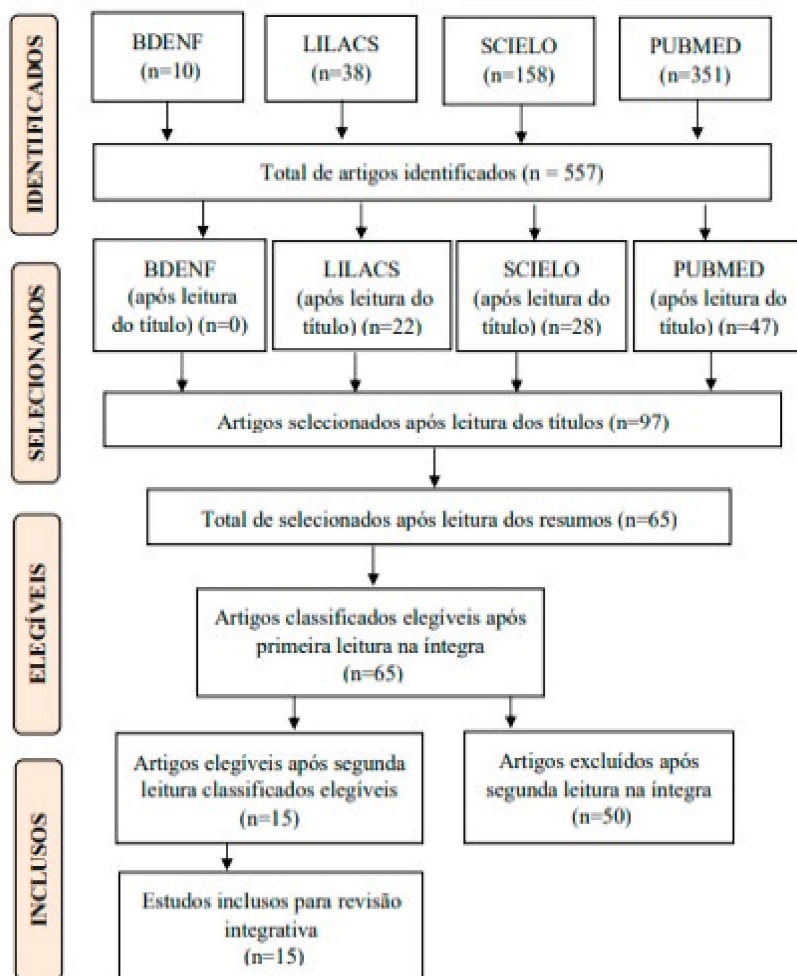 IDENTIFICADOS
BDENF
(n=10)
LILACS
(n=38)
SCIELO
(n=158)
PUBMED
(n=351)
Total de artigos identificados (n = 557)
SELECIONADOS
BDENF
(após leitura
do título) (n=0)
LILACS
(após leitura do
título) (n=22)
SCIELO
(após leitura do
título) (n=28)
PUBMED
(após leitura do
título) (n=47)
Artigos selecionados após leitura dos títulos (n=97)
Total de selecionados após leitura dos resumos (n=65)
ELEGÍVEIS
Artigos classificados elegíveis após
primeira leitura na íntegra
(n=65)
INCLUSOS
Artigos elegíveis após segunda
leitura classificados elegíveis
(n=15)
Artigos excluídos após
segunda leitura na íntegra
(n=50)
Estudos inclusos para revisão
integrativa
(n=15)